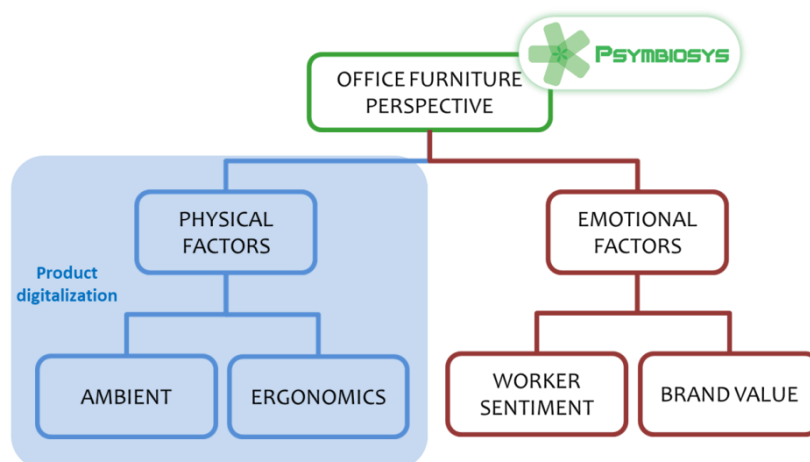 PSYMBIOSYS
OFFICE FURNITURE
PERSPECTIVE
PHYSICAL
FACTORS
EMOTIONAL
FACTORS
Product
digitalization
AMBIENT
ERGONOMICS
WORKER
SENTIMENT
BRAND VALUE